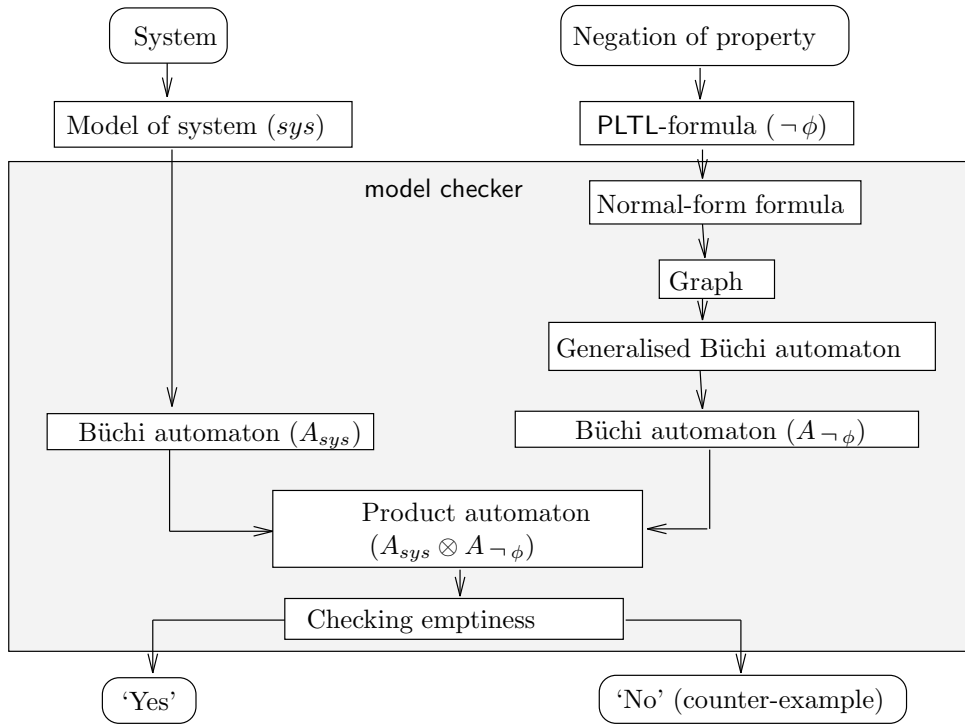 System
Negation of property
Model of system (sys)
PLTL-formula (¬ϕ)
model checker
Normal-form formula
Graph
Generalised Büchi automaton
Büchi automaton (A_sys)
Büchi automaton (A_¬ϕ)
Product automaton
(A_sys ⊗ A_¬ϕ)
Checking emptiness
‘Yes’
‘No’ (counter-example)